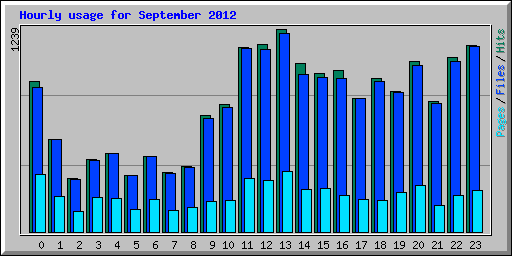 Hourly usage for September 2012
1239
Pages/Files/Hits
0 1 2 3 4 5 6 7 8 9 10 11 12 13 14 15 16 17 18 19 20 21 22 23